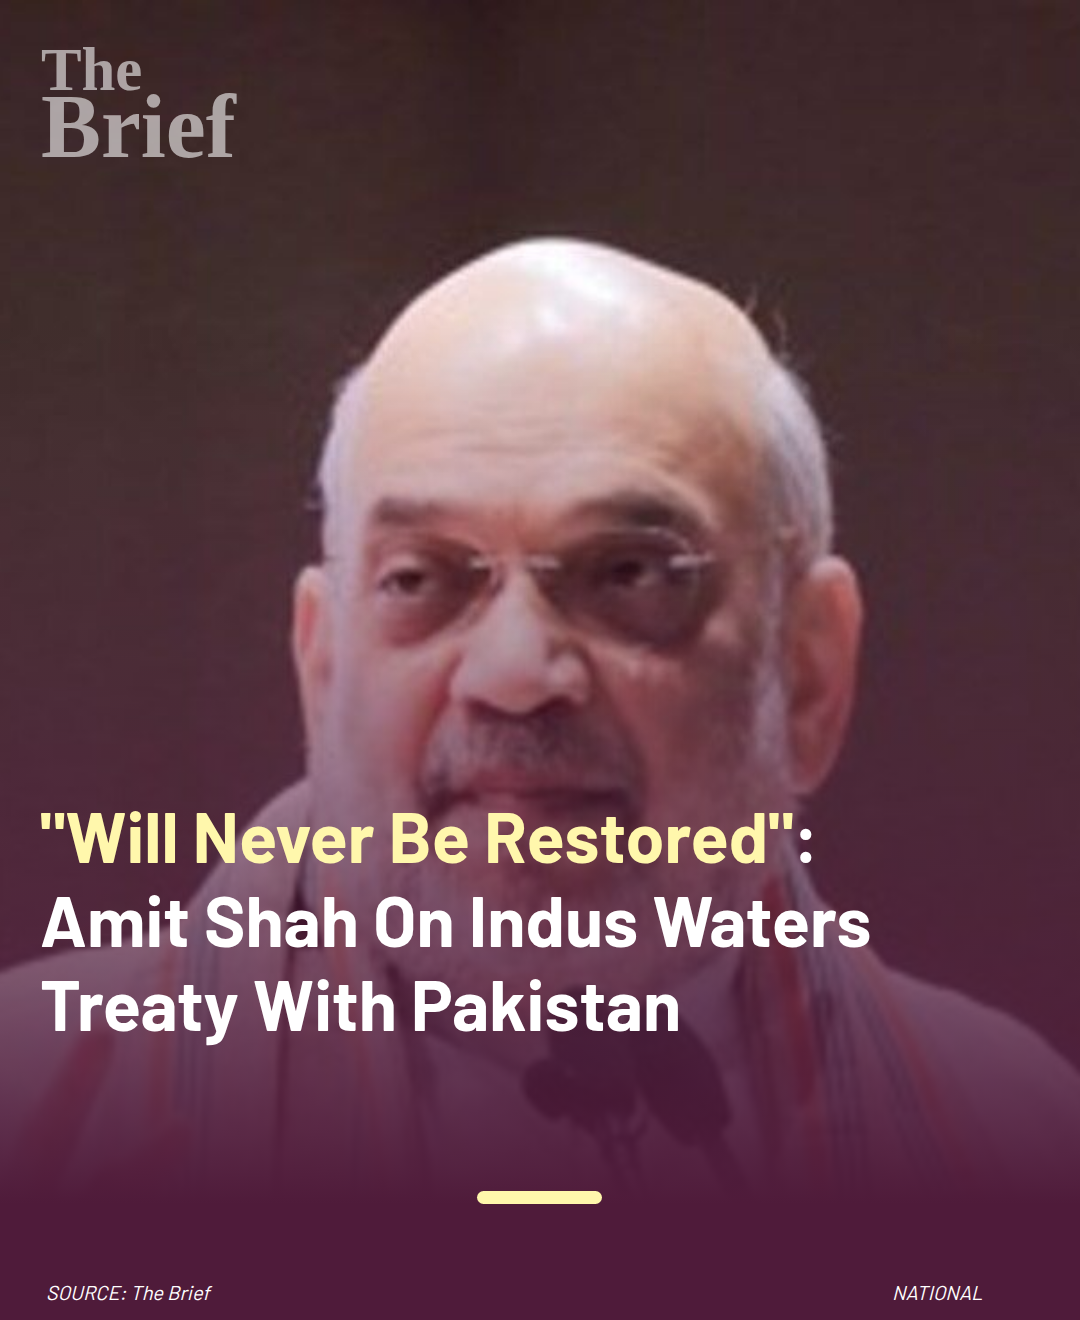 The
Brief
"Will Never Be Restored":
Amit Shah On Indus Waters
Treaty With Pakistan
SOURCE: The Brief
NATIONAL